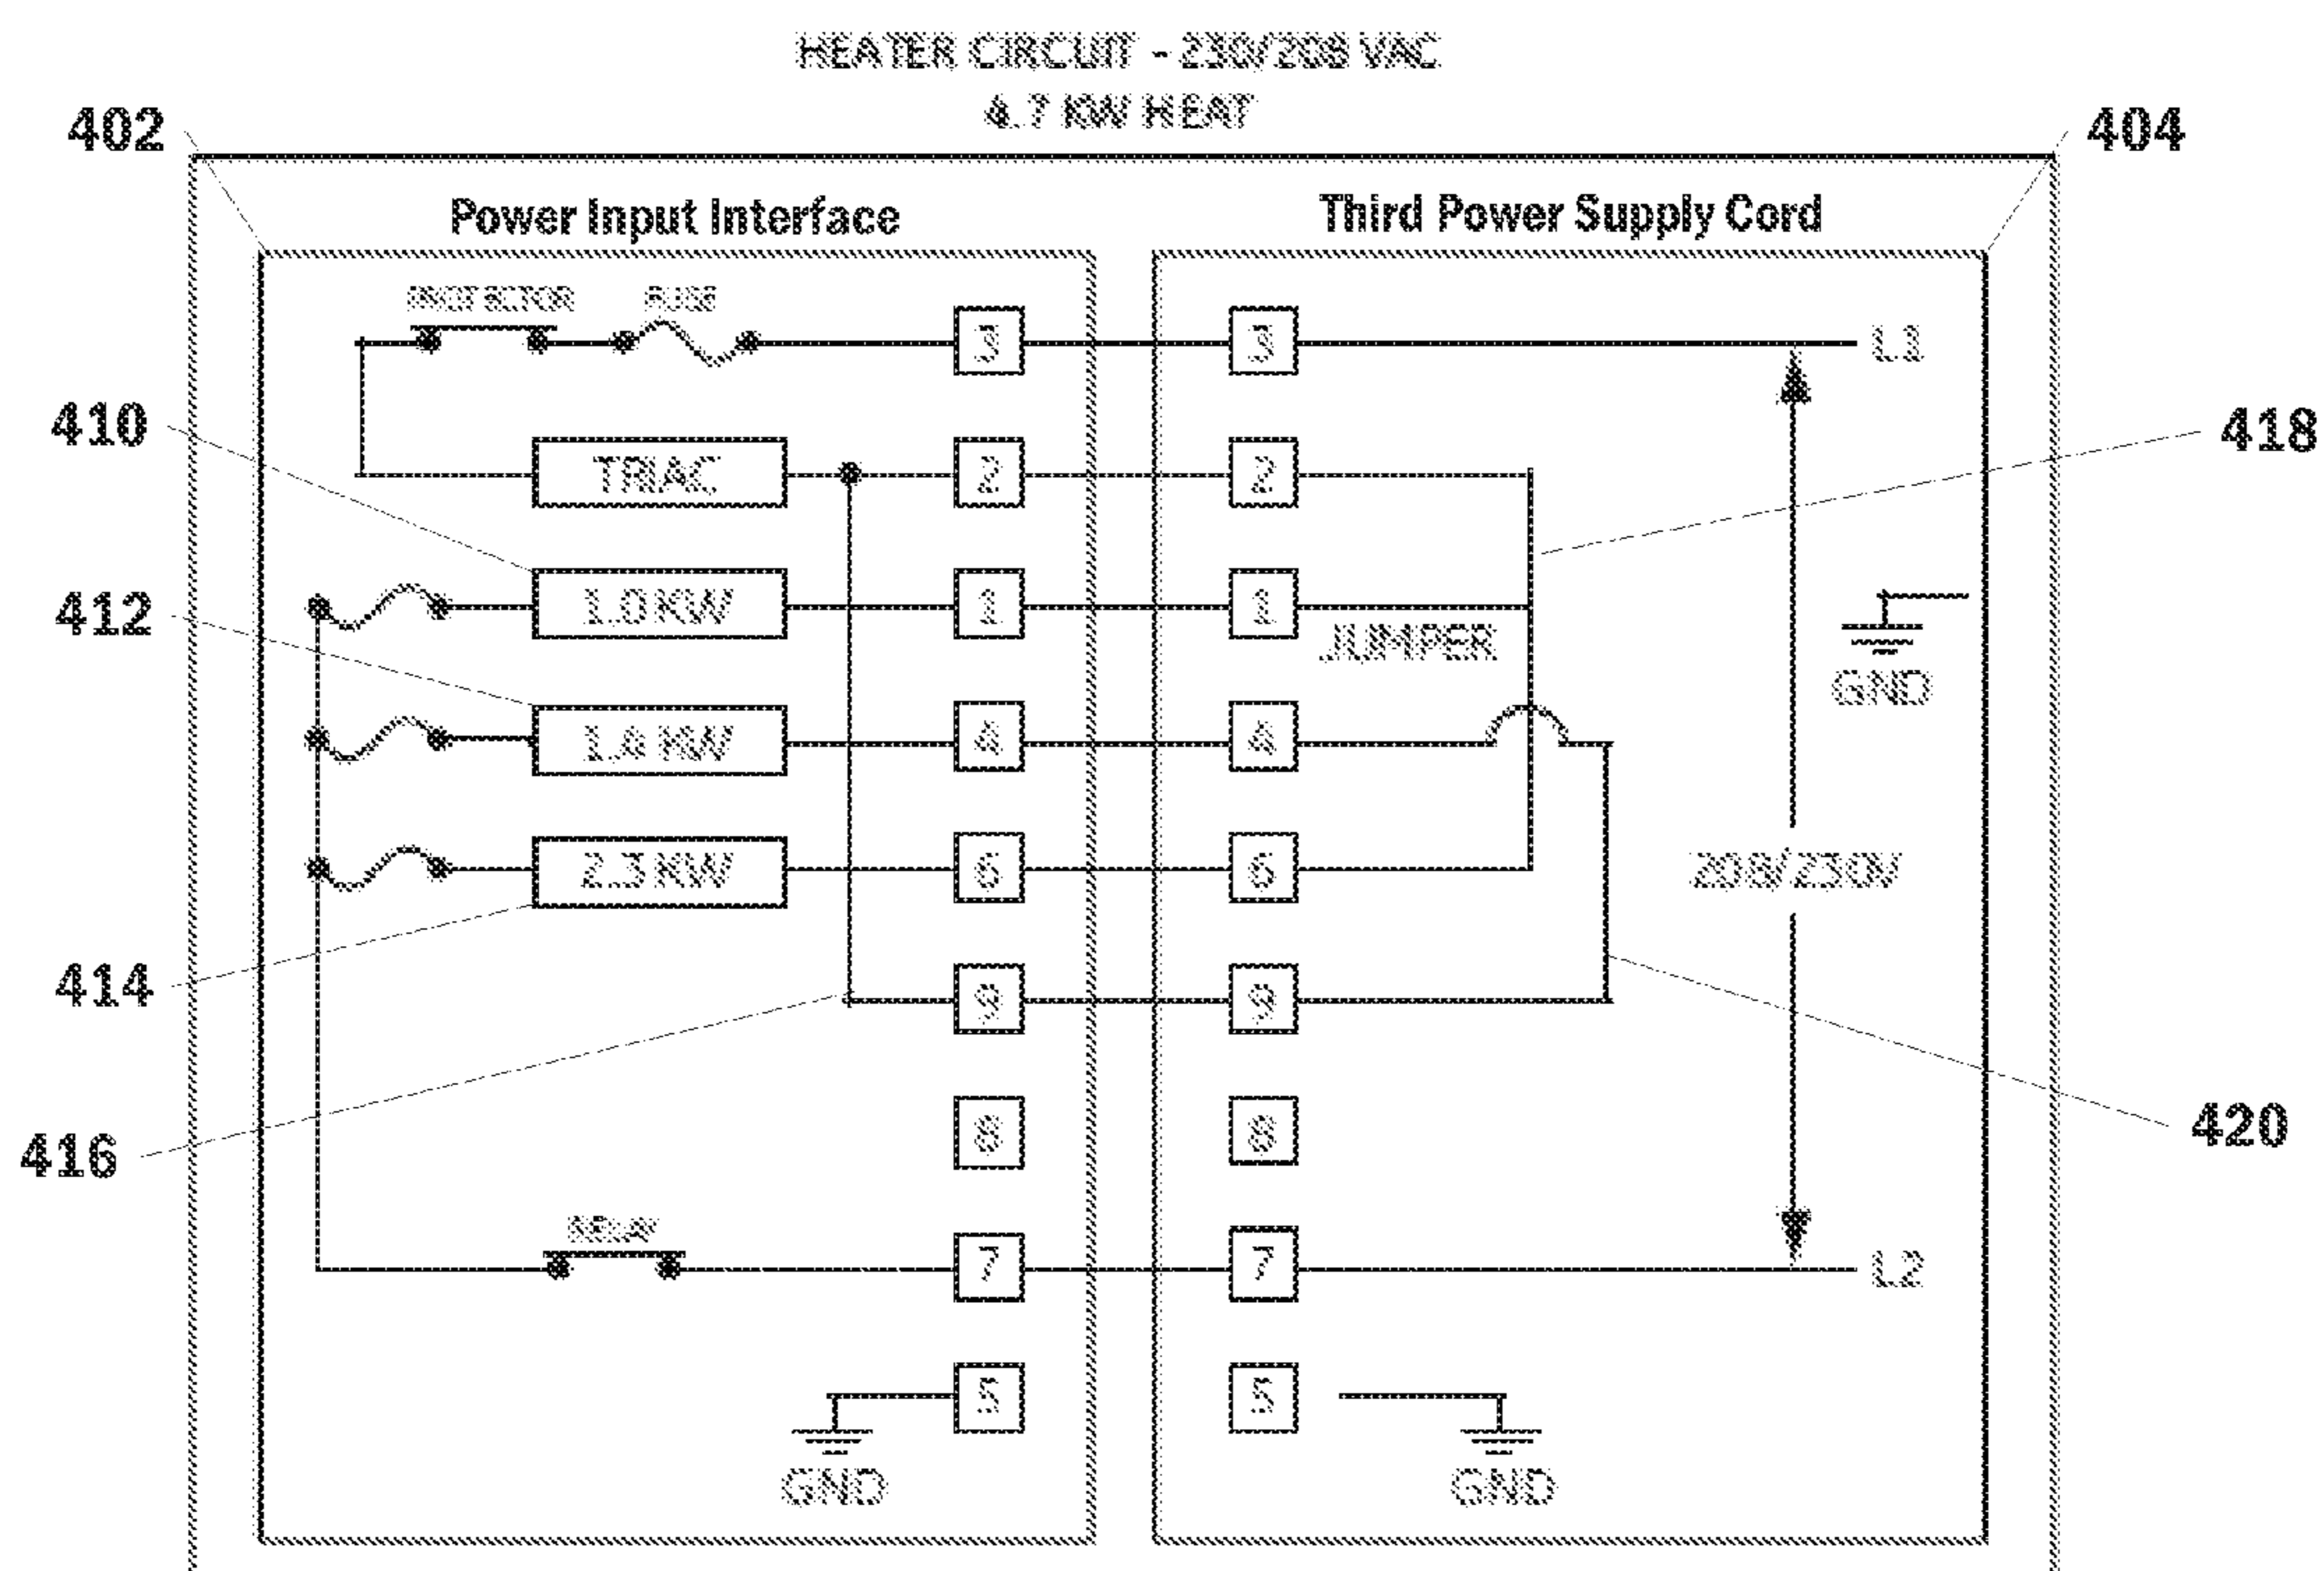 HEATER CIRCUIT - 230/208 VAC
4.7 KW HEAT
402
404
Power Input Interface
Third Power Supply Cord
PROTECTOR
FUSE
3
3
L1
410
418
TRIAC
2
2
412
1.0 KW
1
1
JUMPER
GND
1.4 KW
4
4
2.3 KW
6
6
208/230V
414
9
9
416
8
8
420
RELAY
7
7
L2
5
5
GND
GND